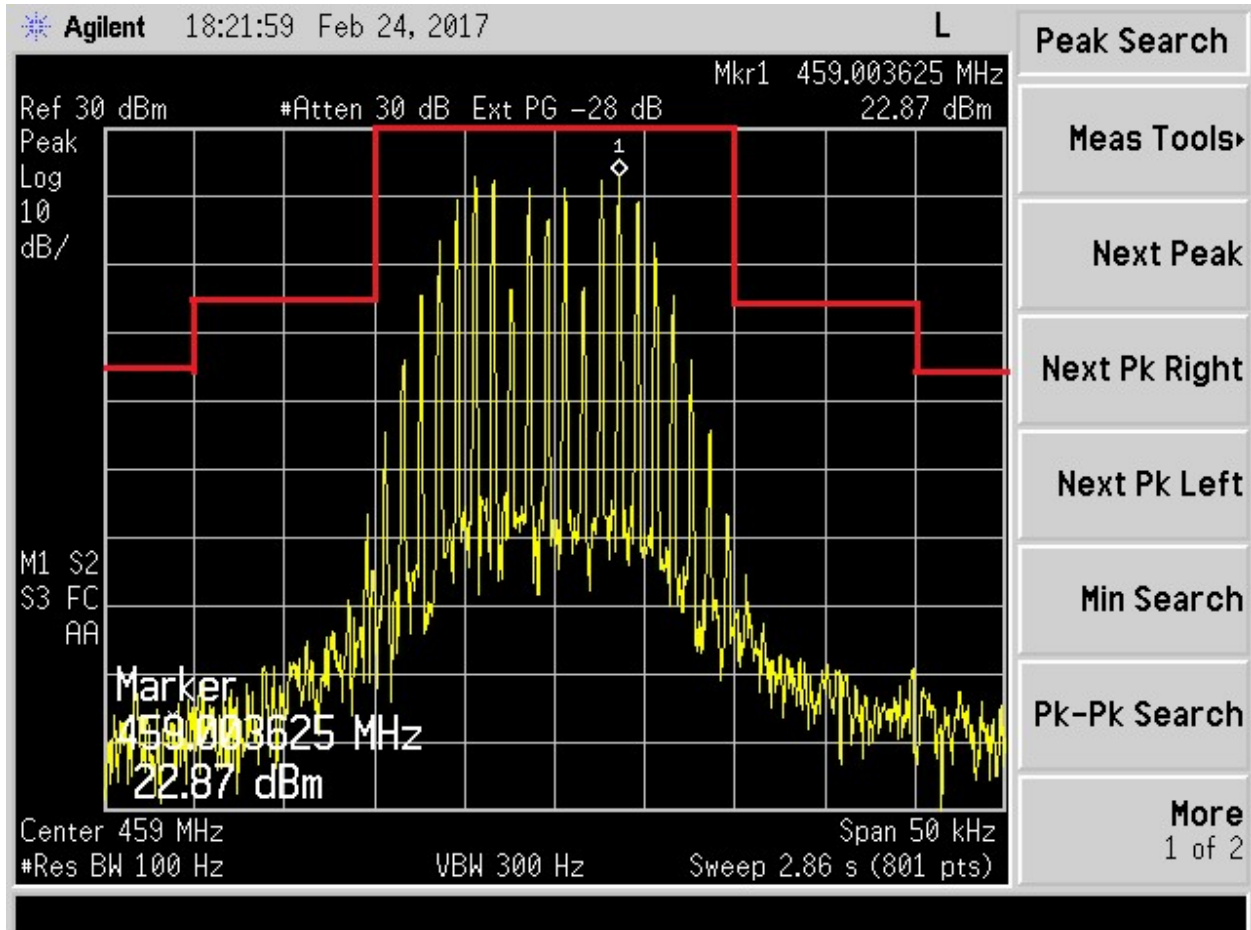 Agilent 18:21:59 Feb 24, 2017 L
Peak Search
Mkr1 459.003625 MHz
Ref 30 dBm #Atten 30 dB Ext PG -28 dB 22.87 dBm
Peak
Log
10
dB/
1
Meas Tools
Next Peak
Next Pk Right
Next Pk Left
M1 S2
S3 FC
AA
Min Search
Marker
459.003625 MHz
22.87 dBm
Pk-Pk Search
Center 459 MHz Span 50 kHz
#Res BW 100 Hz VBW 300 Hz Sweep 2.86 s (801 pts)
More
1 of 2